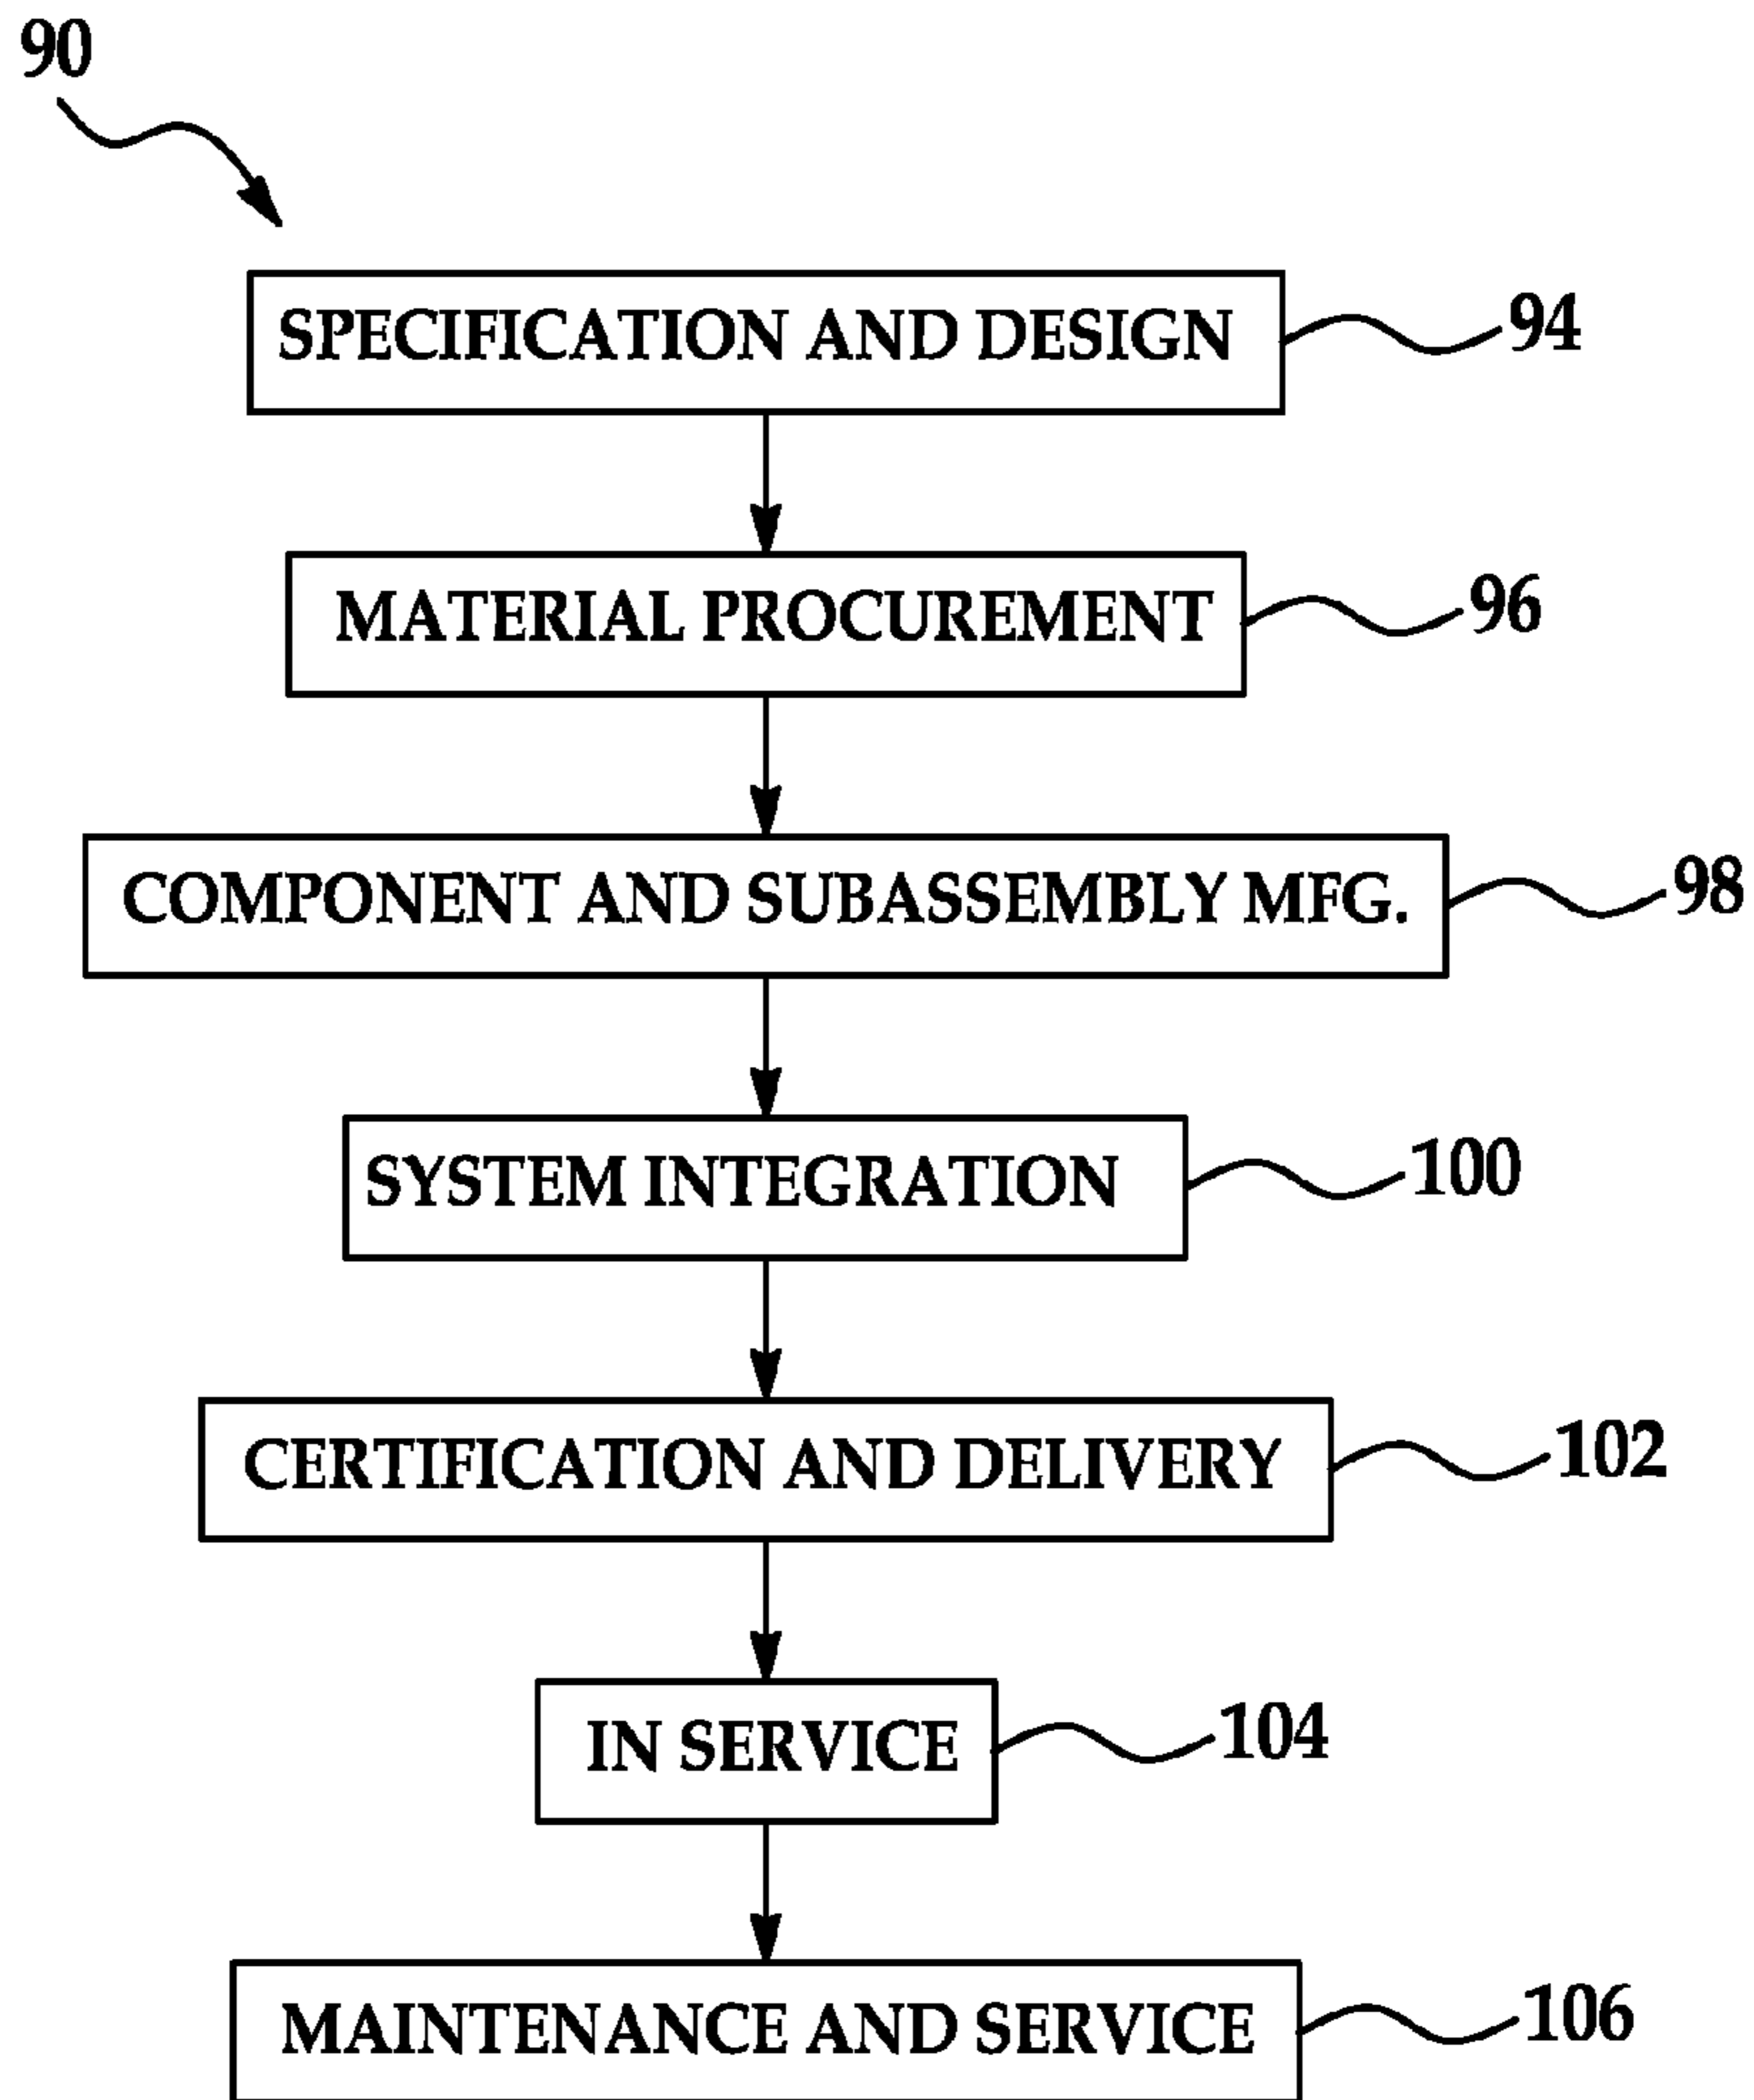 90
SPECIFICATION AND DESIGN 94
MATERIAL PROCUREMENT 96
COMPONENT AND SUBASSEMBLY MFG. 98
SYSTEM INTEGRATION 100
CERTIFICATION AND DELIVERY 102
IN SERVICE 104
MAINTENANCE AND SERVICE 106